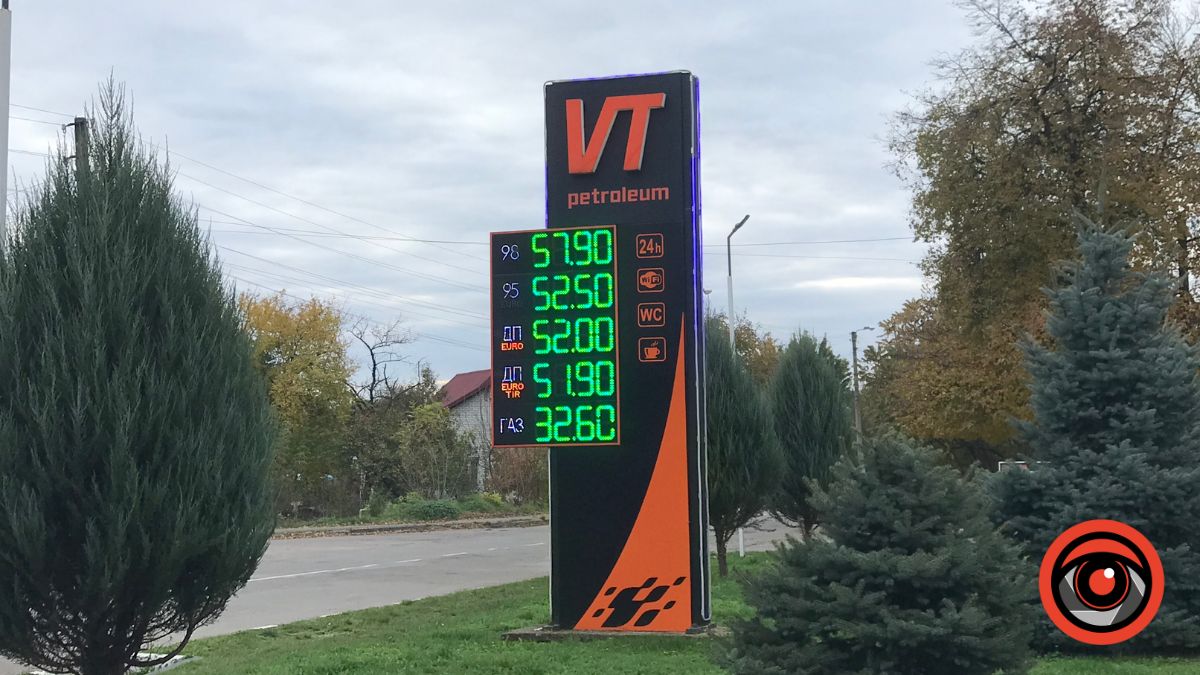 VT
petroleum
98 57.90
95 52.50
ДП EURO 52.00
ДП EURO TIR 51.90
ГАЗ 32.60
24h
WiFi
WC